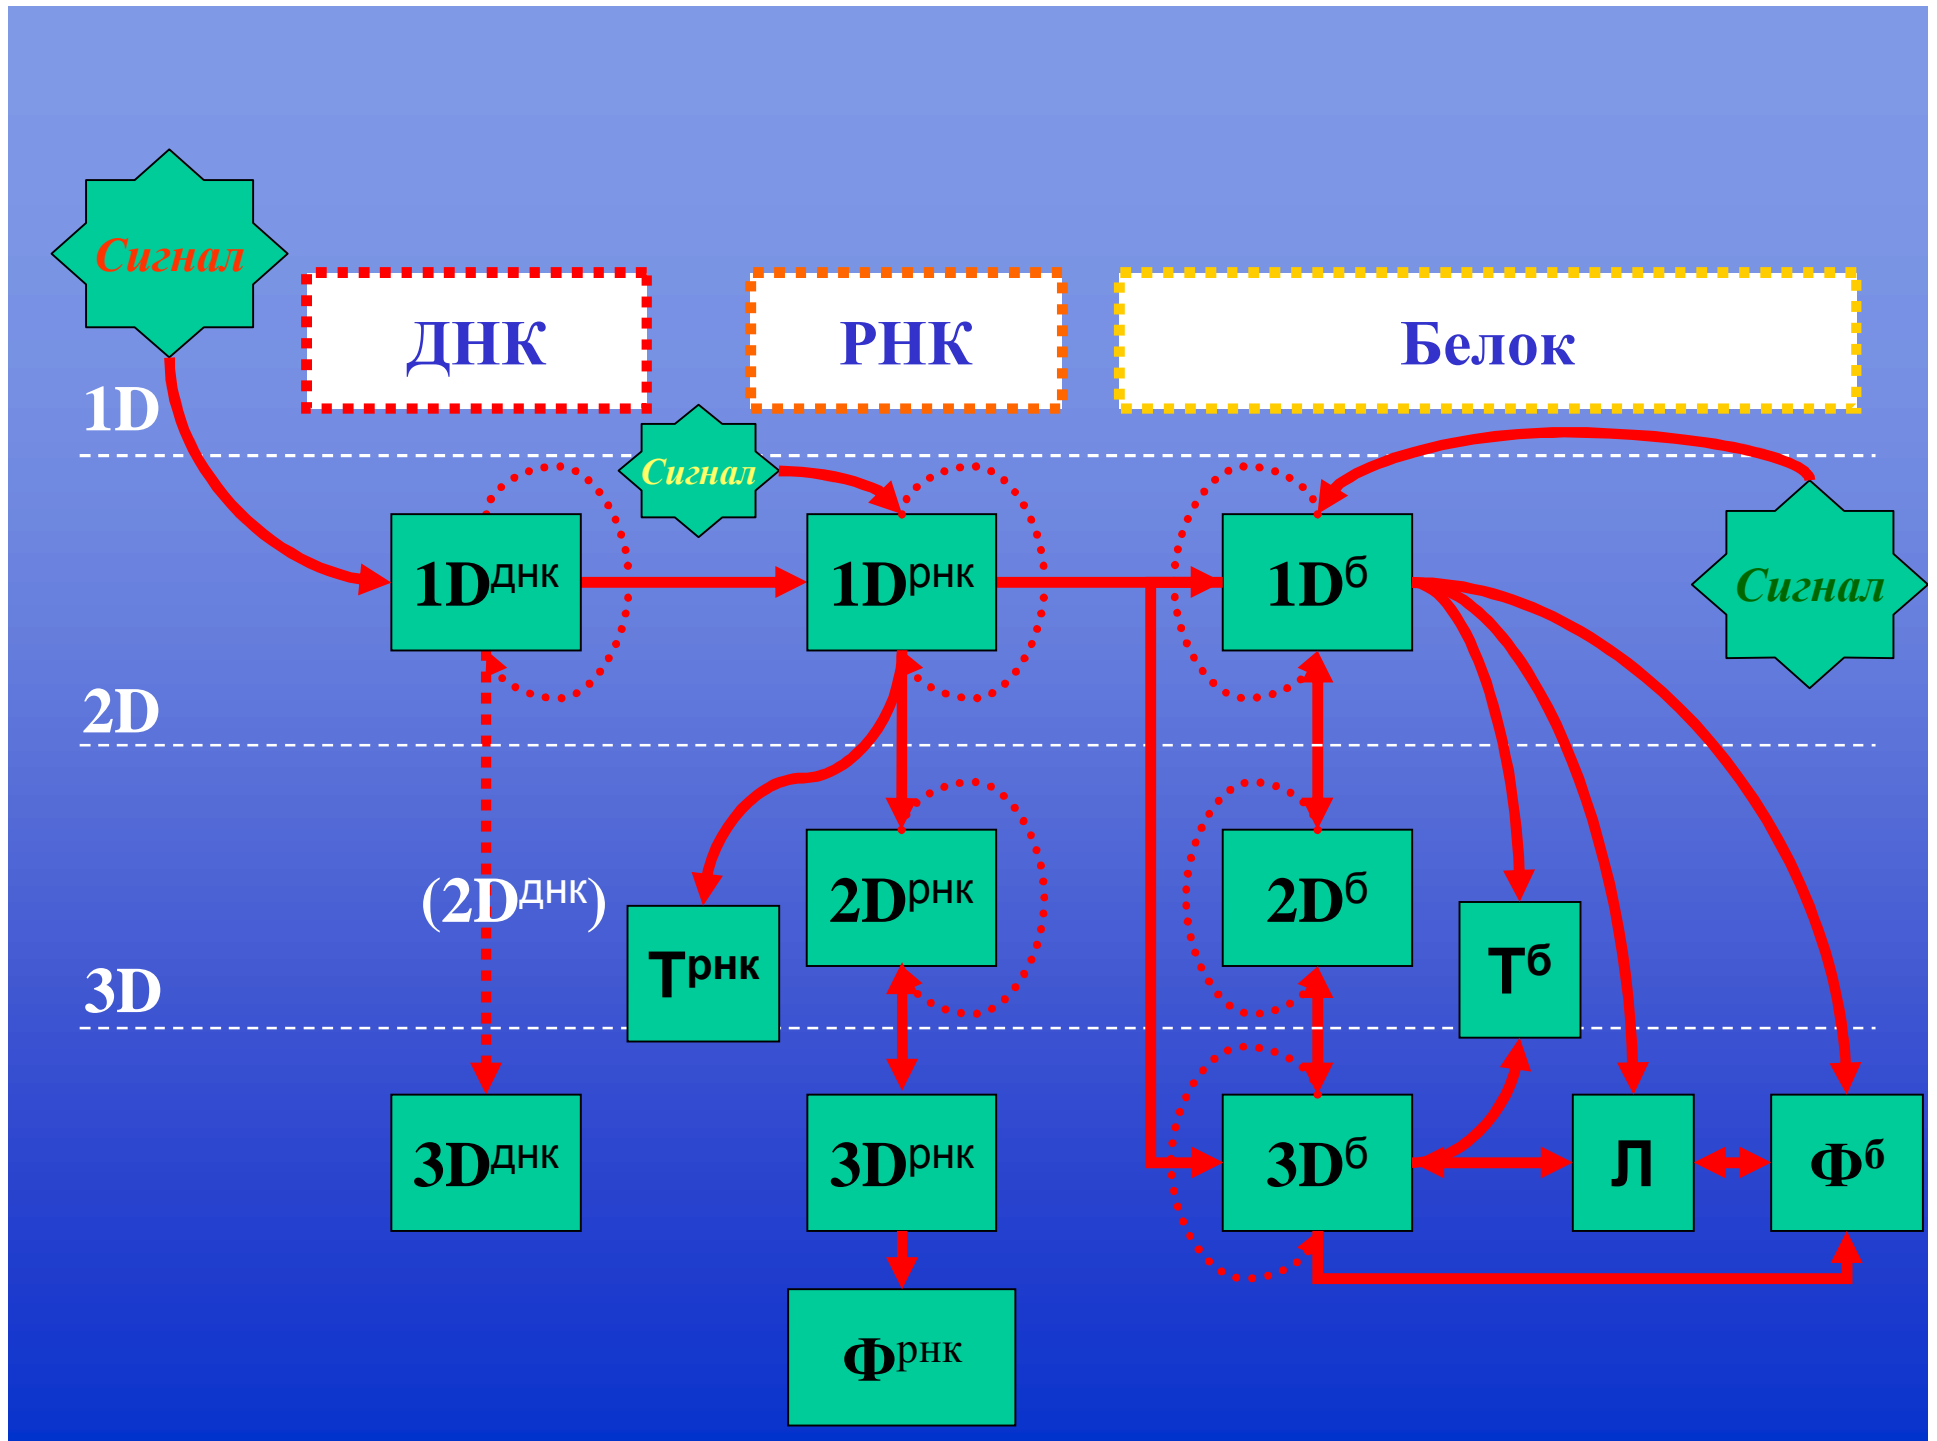 Сигнал
ДНК
РНК
Белок
1D
Сигнал
1Dднк
1Dрнк
1Dб
Сигнал
2D
(2Dднк)
2Dрнк
2Dб
Трнк
Тб
3D
3Dднк
3Dрнк
3Dб
Л
Фб
Фрнк